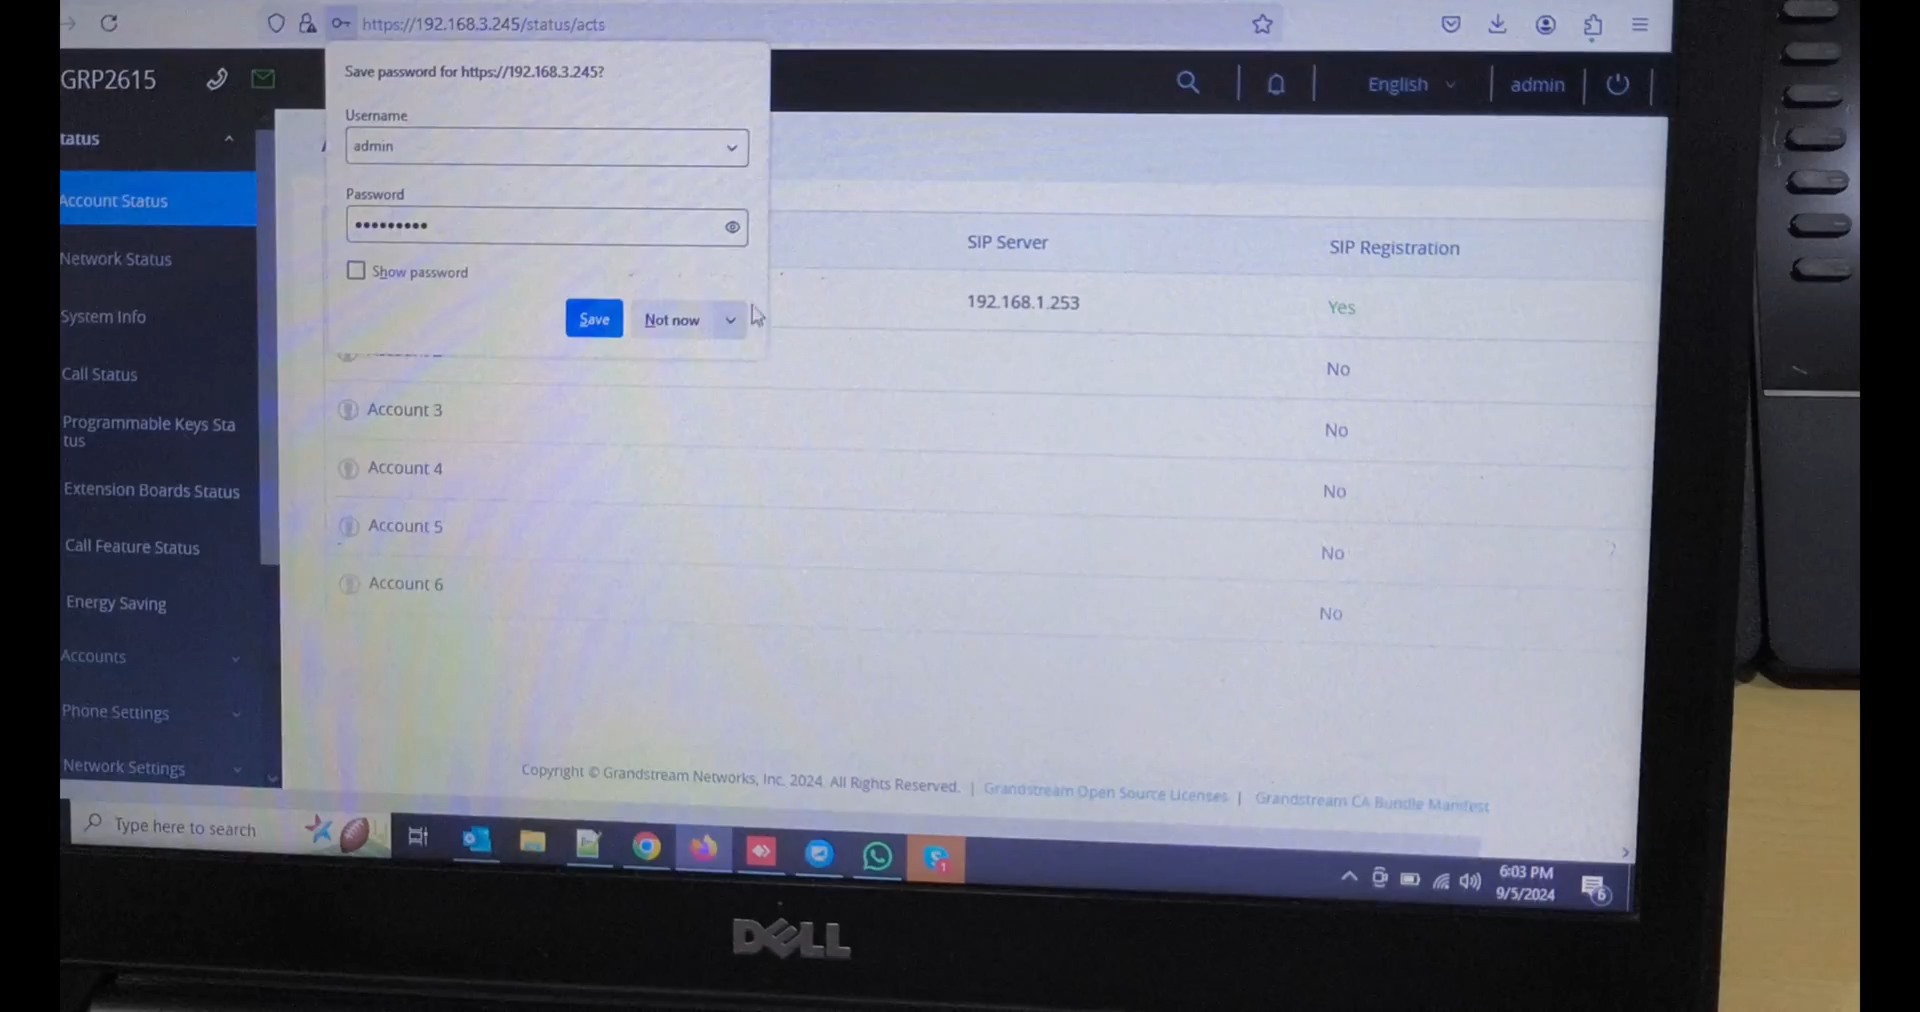 https://192.168.3.245/status/acts
GRP2615
English
admin
Save password for https://192.168.3.245?
Username
admin
Password
Show password
Save
Not now
tatus
Account Status
Network Status
System Info
Call Status
Programmable Keys Sta
tus
Extension Boards Status
Call Feature Status
Energy Saving
Accounts
Phone Settings
Network Settings
SIP Server
SIP Registration
192.168.1.253
Yes
No
Account 3
No
Account 4
No
Account 5
No
Account 6
No
Copyright © Grandstream Networks, Inc. 2024. All Rights Reserved. | Grandstream Open Source Licenses | Grandstream CA Bundle Manifest
Type here to search
1
6:03 PM
9/5/2024
6
DELL